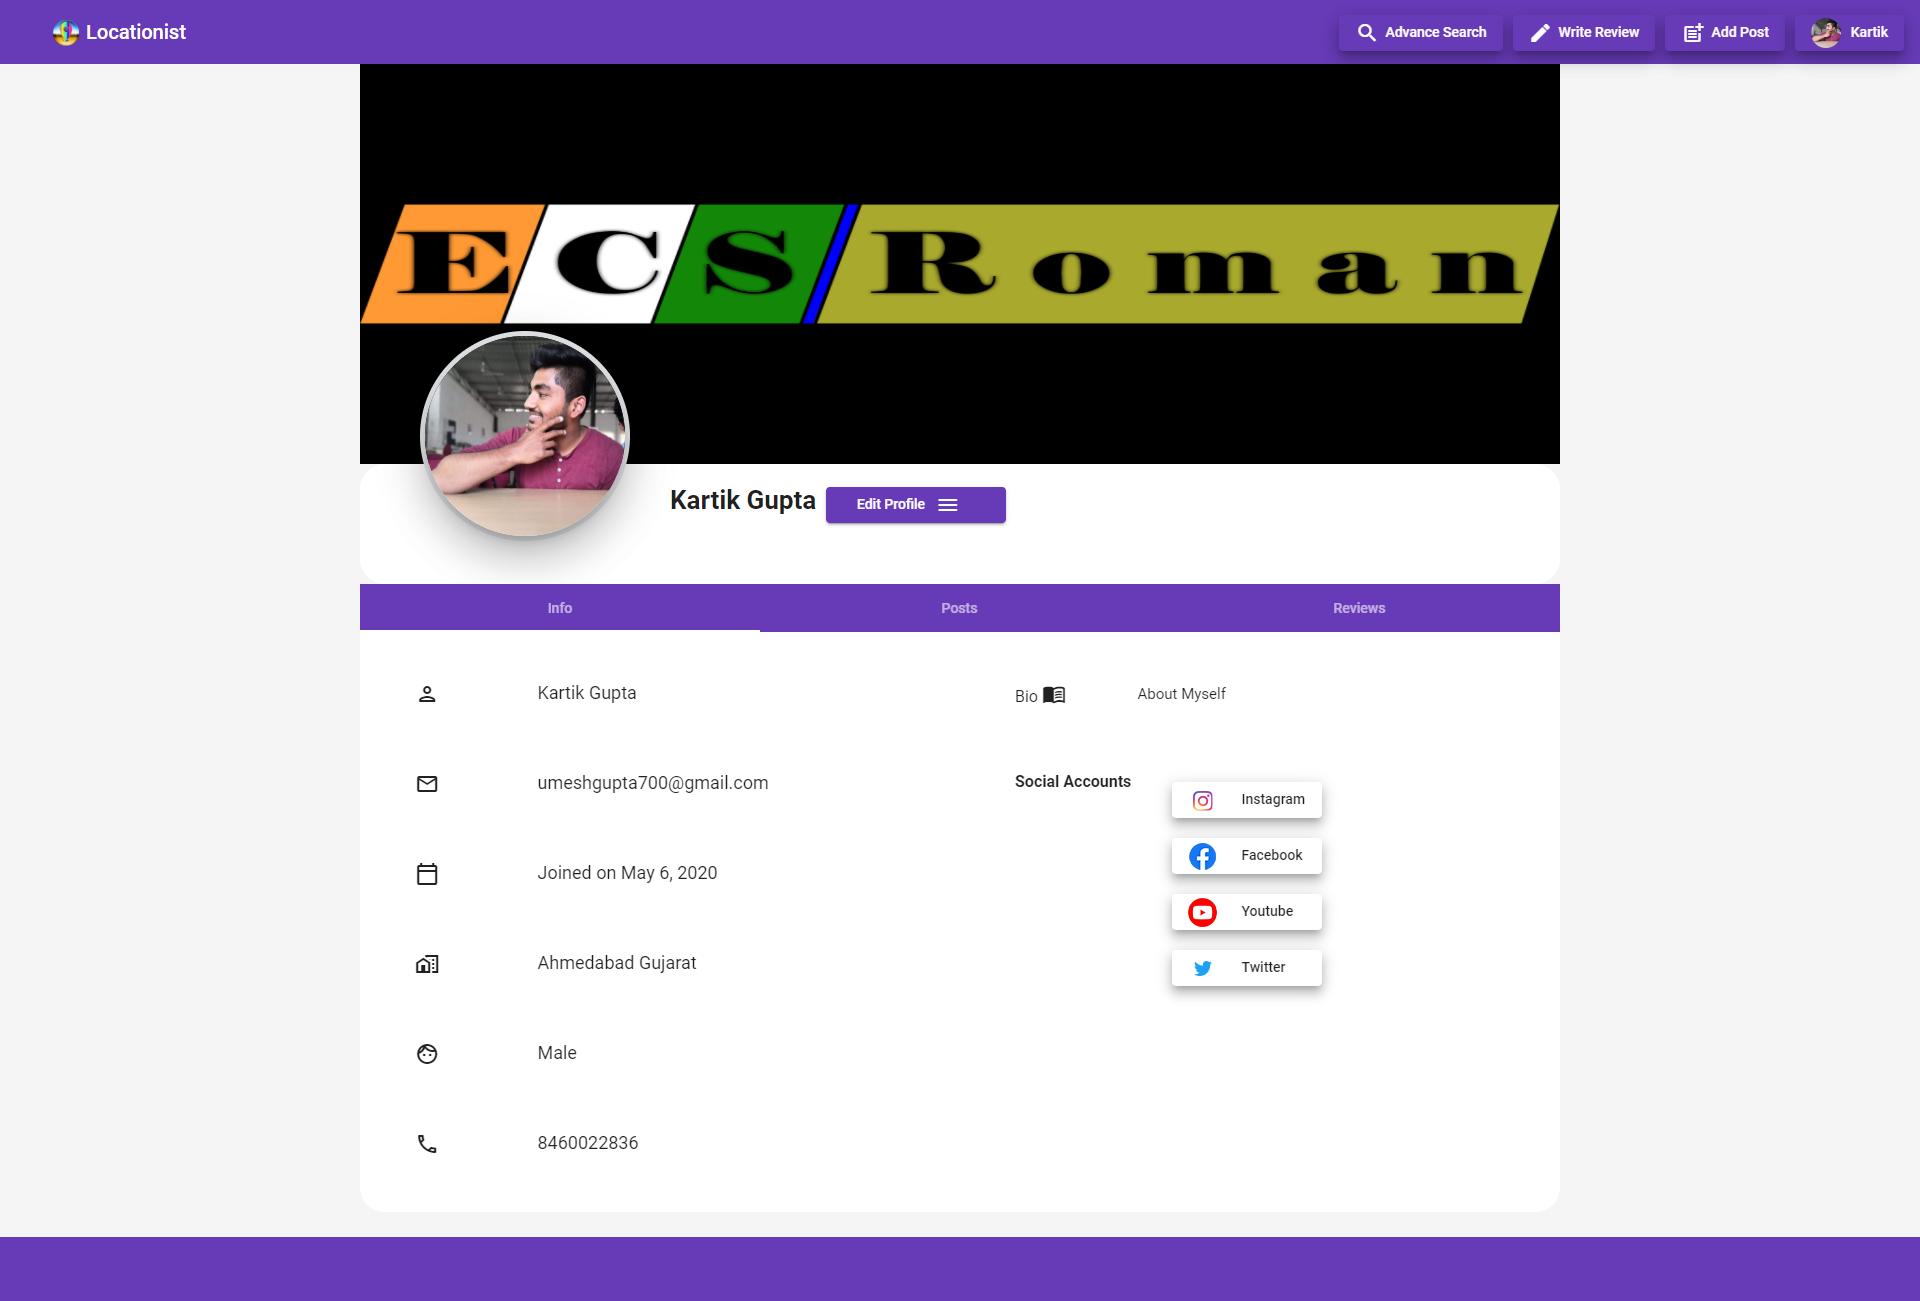 Locationist
Advance Search
Write Review
Add Post
Kartik
ECS Roman
Kartik Gupta
Edit Profile
Info
Posts
Reviews
Kartik Gupta
Bio
About Myself
umeshgupta700@gmail.com
Social Accounts
Instagram
Facebook
Joined on May 6, 2020
Youtube
Ahmedabad Gujarat
Twitter
Male
8460022836